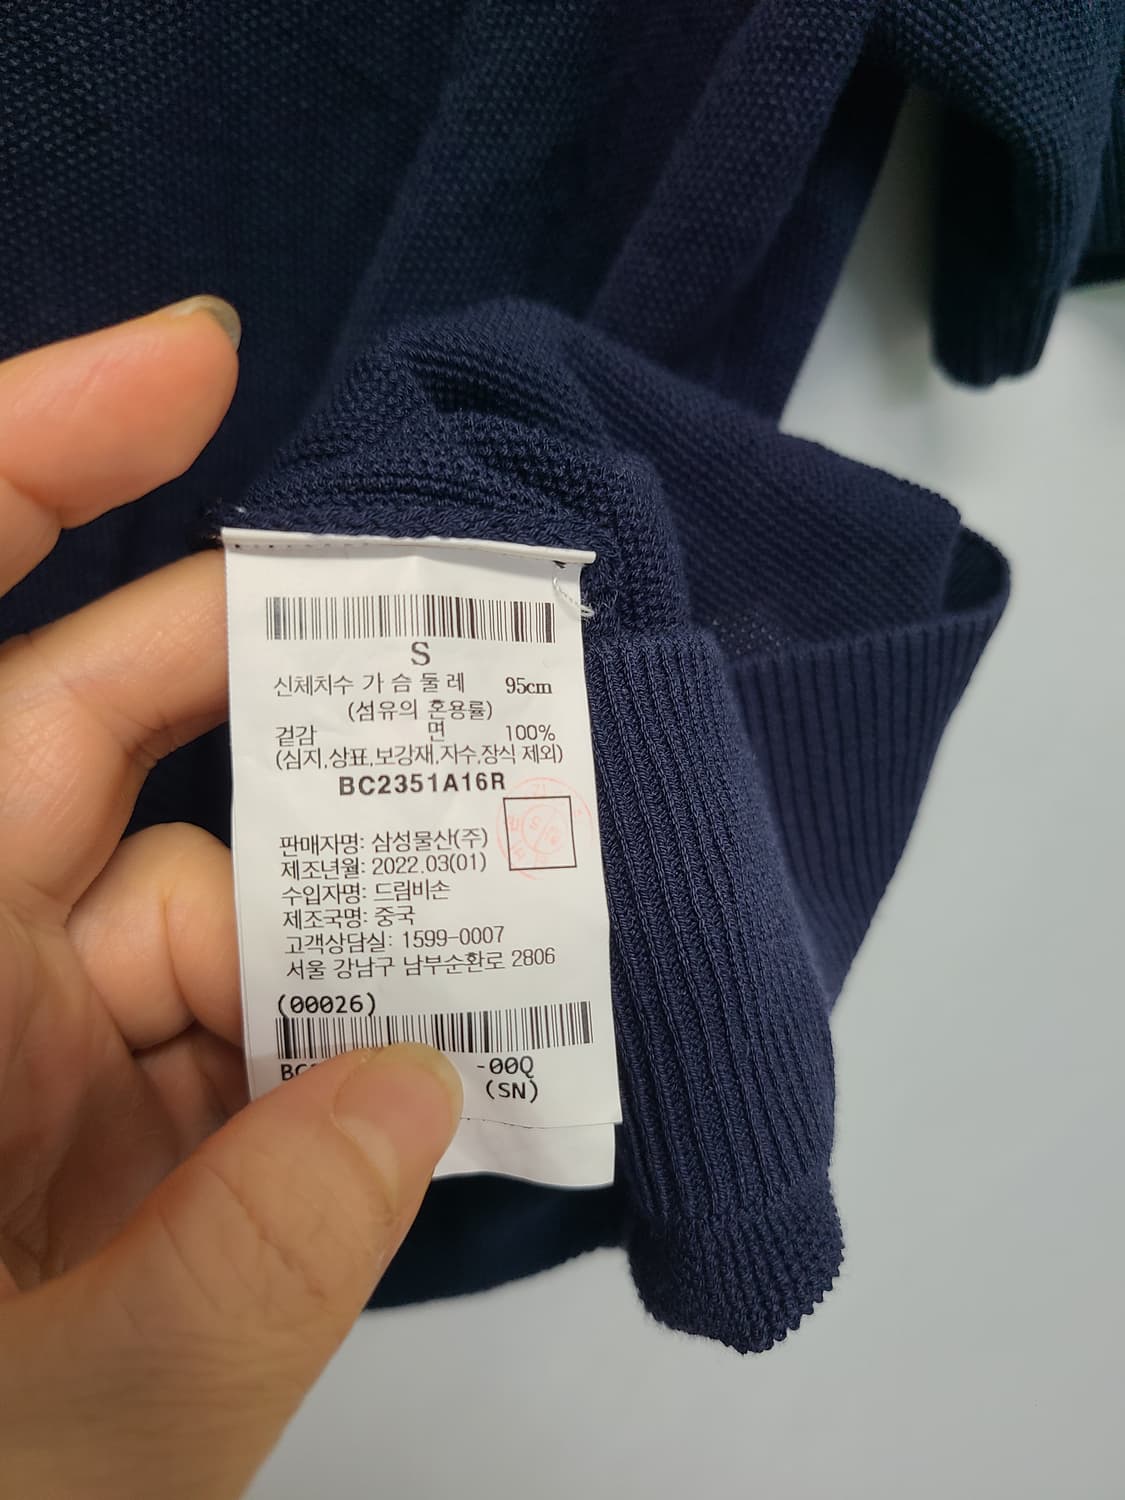 S
신체치수 가 슴 둘 레 95cm
(섬유의 혼용률)
겉감 면 100%
(심지,상표,보강재,자수,장식 제외)
BC2351A16R
판매자명: 삼성물산(주)
제조년월: 2022.03(01)
수입자명: 드림비손
제조국명: 중국
고객상담실: 1599-0007
서울 강남구 남부순환로 2806
(00026)
-00Q
(SN)